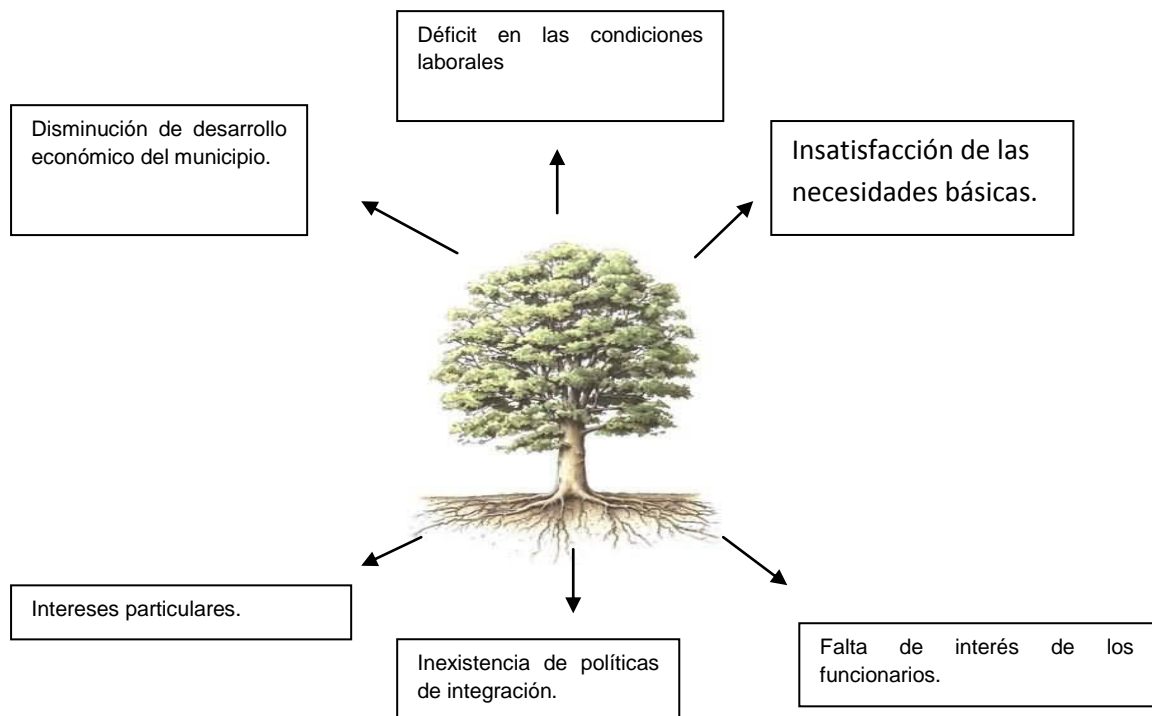 Déficit en las condiciones
laborales
Disminución de desarrollo
económico del municipio.
Insatisfacción de las
necesidades básicas.
Intereses particulares.
Inexistencia de políticas
de integración.
Falta de interés de los
funcionarios.